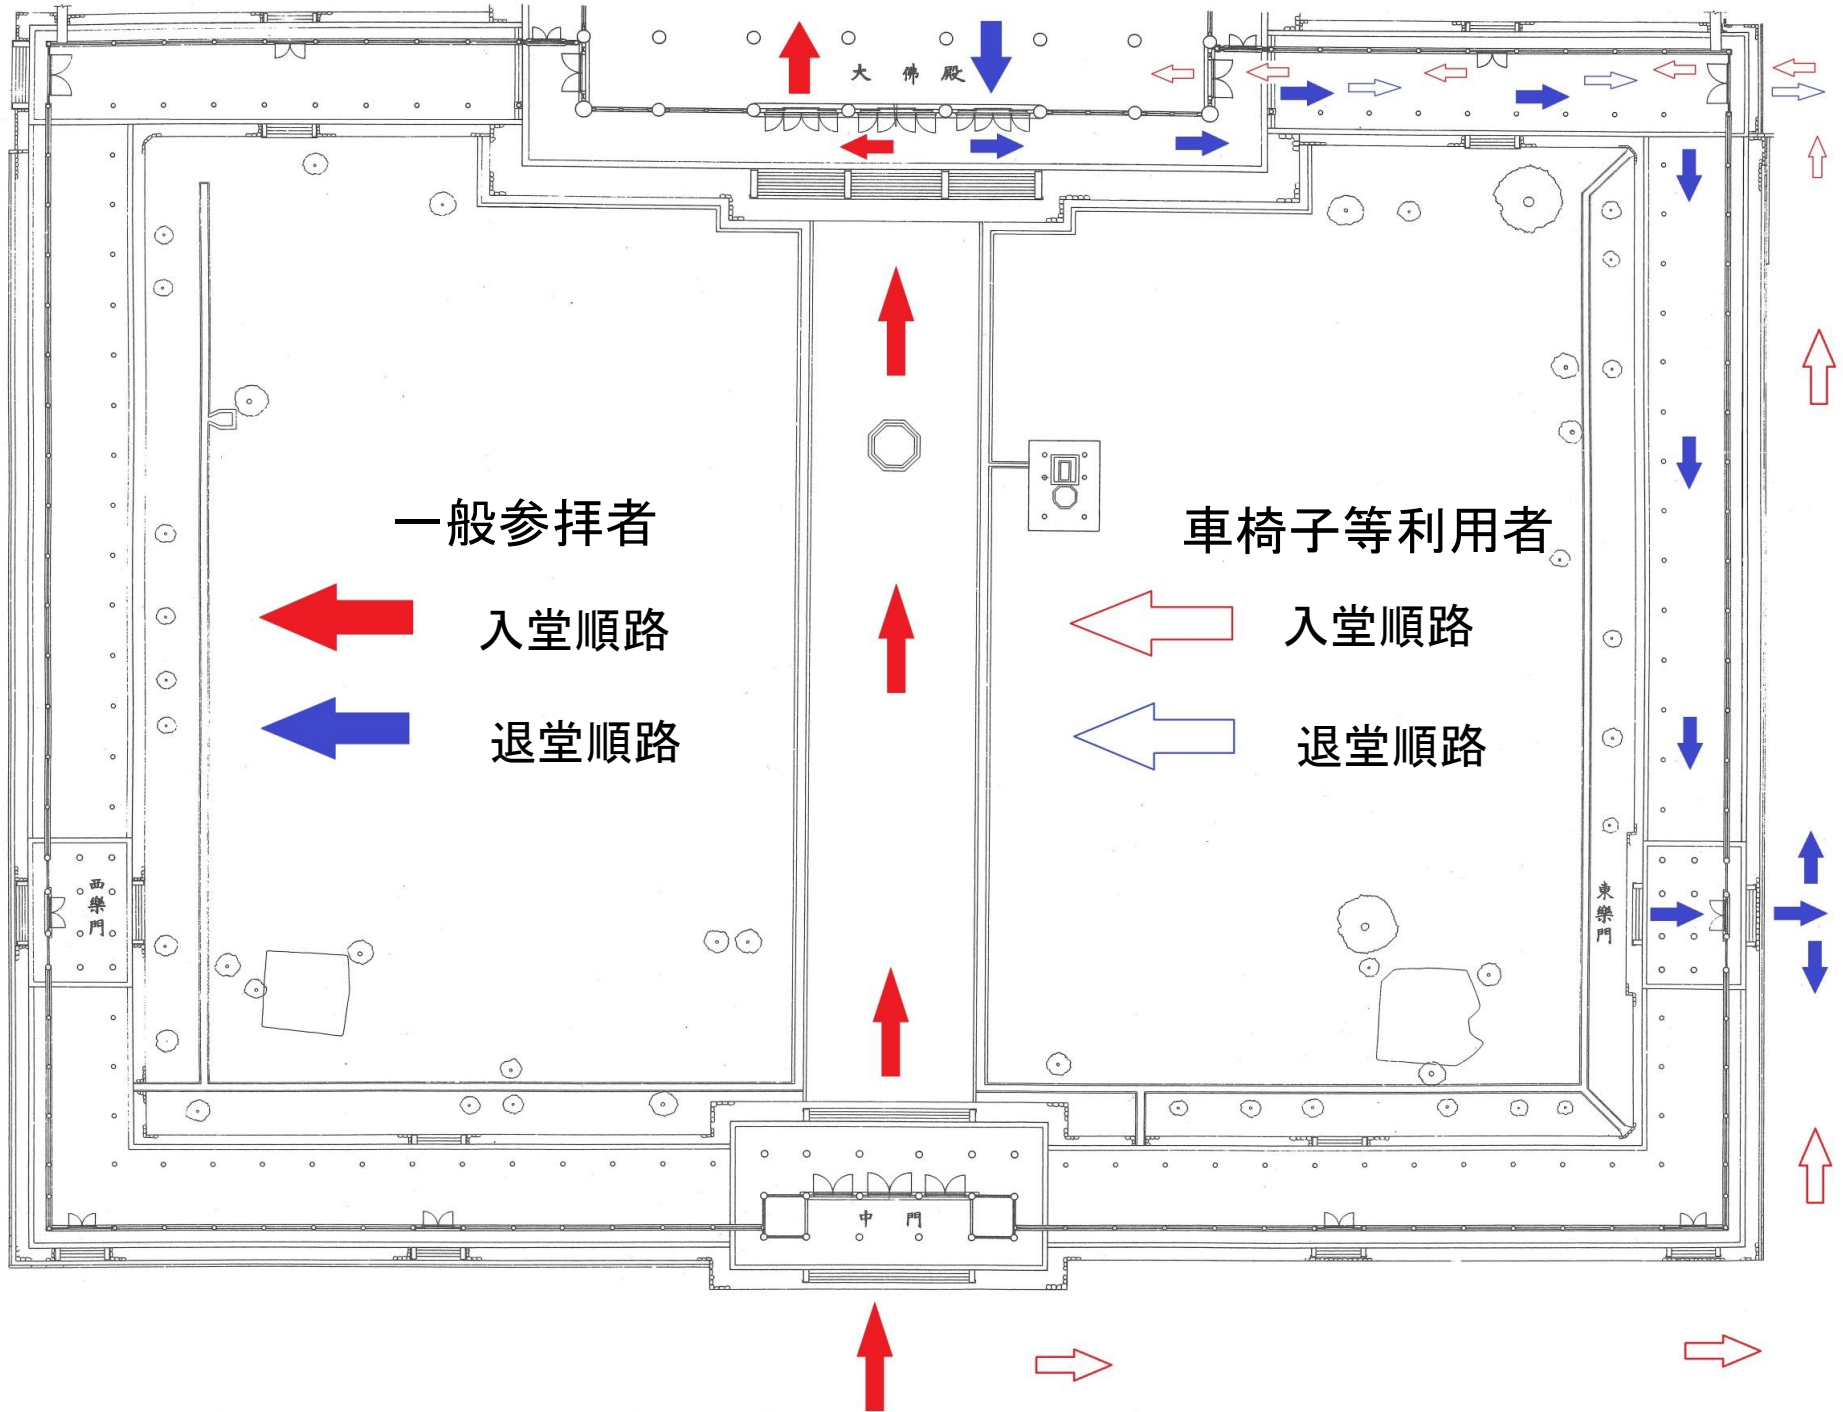 大佛殿
一般参拝者
入堂順路
退堂順路
車椅子等利用者
入堂順路
退堂順路
西樂門
東樂門
中門